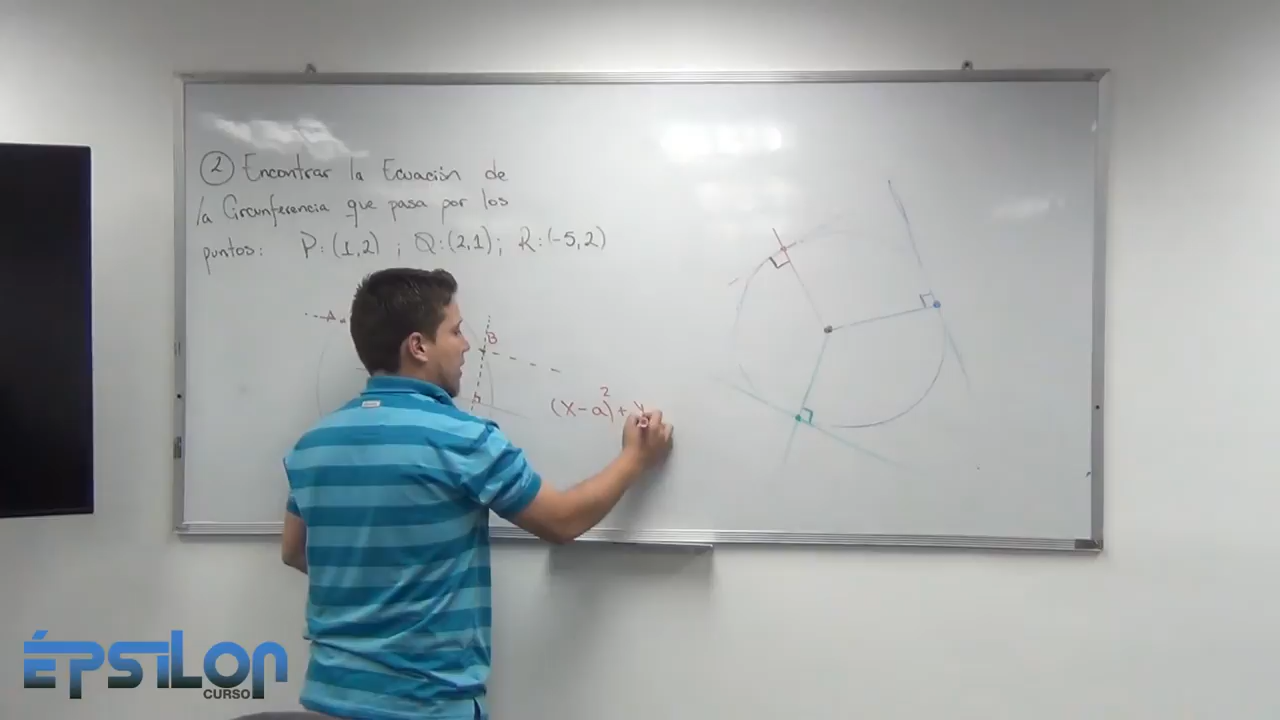 ② Encontrar la Ecuación de
la Circunferencia que pasa por los
puntos: P:(1,2) ; Q:(2,1); R:(-5,2)
A
B
(x-a)² + y
ÉPSILON
CURSO